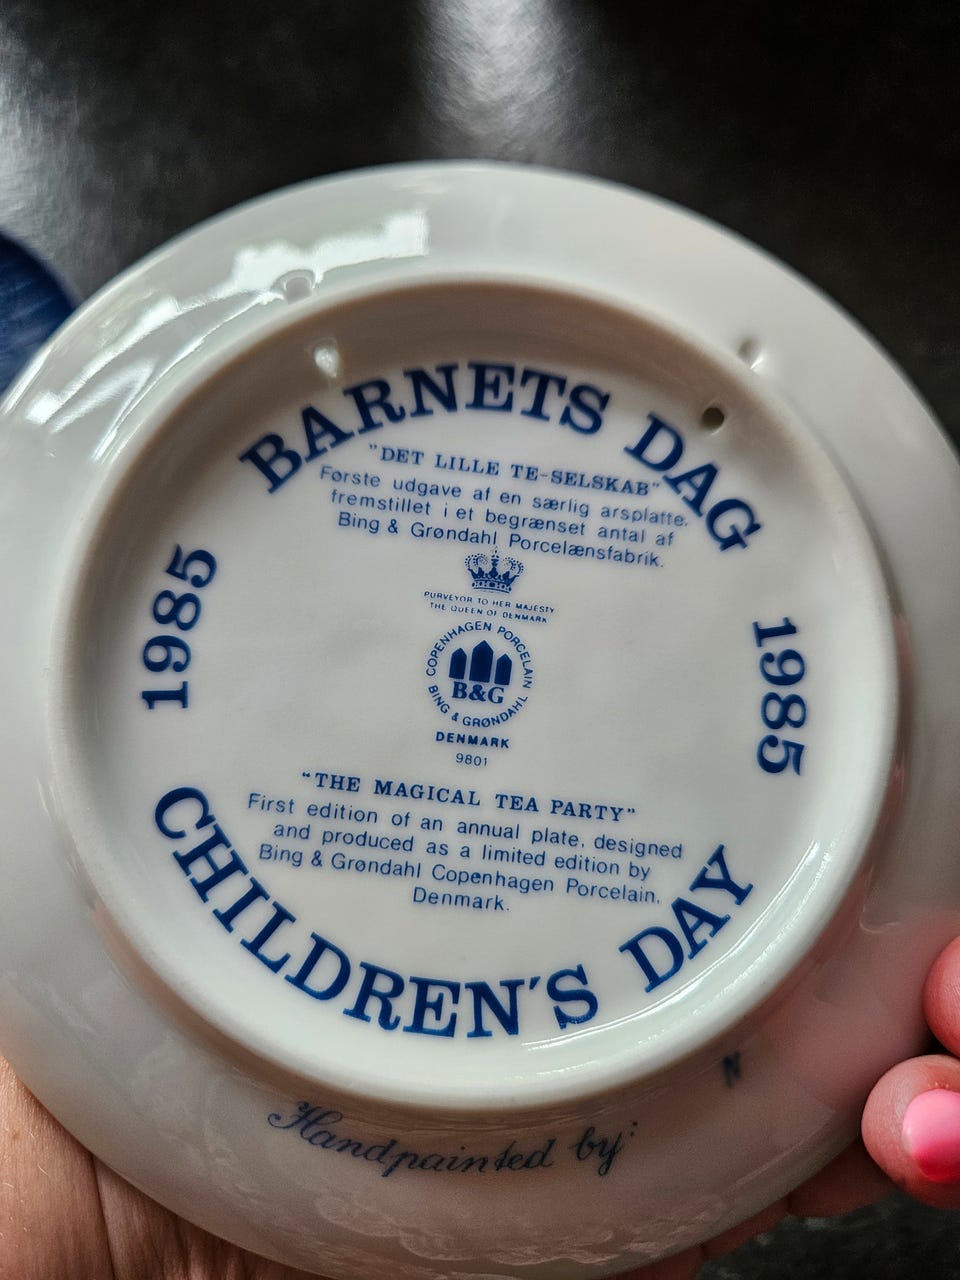 BARNETS DAG
"DET LILLE TE-SELSKAB"
Første udgave af en særlig arsplatte,
fremstillet i et begrænset antal af
Bing & Grøndahl Porcelænsfabrik.
1985
1985
PURVEYOR TO HER MAJESTY
THE QUEEN OF DENMARK
COPENHAGEN PORCELAIN
B&G
BING & GRØNDAHL
DENMARK
9801
"THE MAGICAL TEA PARTY"
First edition of an annual plate, designed
and produced as a limited edition by
Bing & Grøndahl Copenhagen Porcelain,
Denmark.
CHILDREN'S DAY
Handpainted by:
N